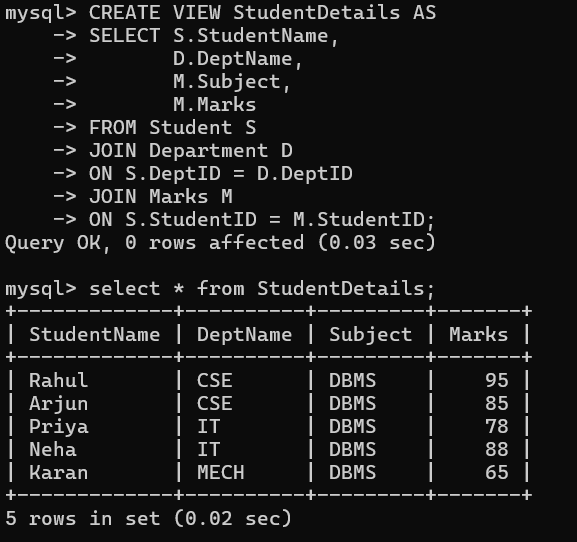 mysql> CREATE VIEW StudentDetails AS
    -> SELECT S.StudentName,
    ->        D.DeptName,
    ->        M.Subject,
    ->        M.Marks
    -> FROM Student S
    -> JOIN Department D
    -> ON S.DeptID = D.DeptID
    -> JOIN Marks M
    -> ON S.StudentID = M.StudentID;
Query OK, 0 rows affected (0.03 sec)

mysql> select * from StudentDetails;
+-------------+----------+---------+-------+
| StudentName | DeptName | Subject | Marks |
+-------------+----------+---------+-------+
| Rahul       | CSE      | DBMS    |    95 |
| Arjun       | CSE      | DBMS    |    85 |
| Priya       | IT       | DBMS    |    78 |
| Neha        | IT       | DBMS    |    88 |
| Karan       | MECH     | DBMS    |    65 |
+-------------+----------+---------+-------+
5 rows in set (0.02 sec)